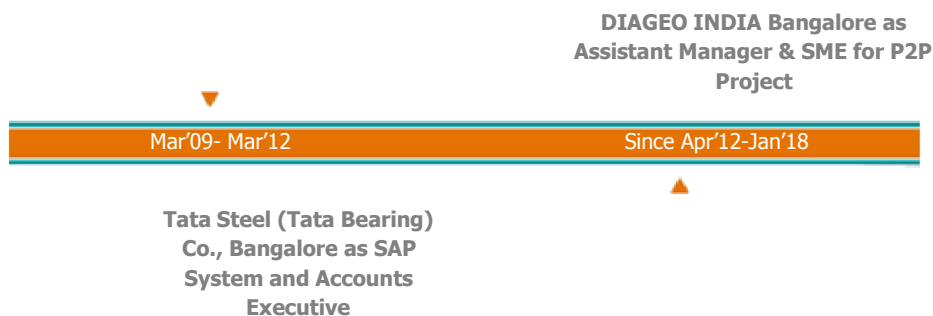 DIAGEO INDIA Bangalore as
Assistant Manager & SME for P2P
Project
Mar’09- Mar’12
Since Apr’12-Jan’18
Tata Steel (Tata Bearing)
Co., Bangalore as SAP
System and Accounts
Executive